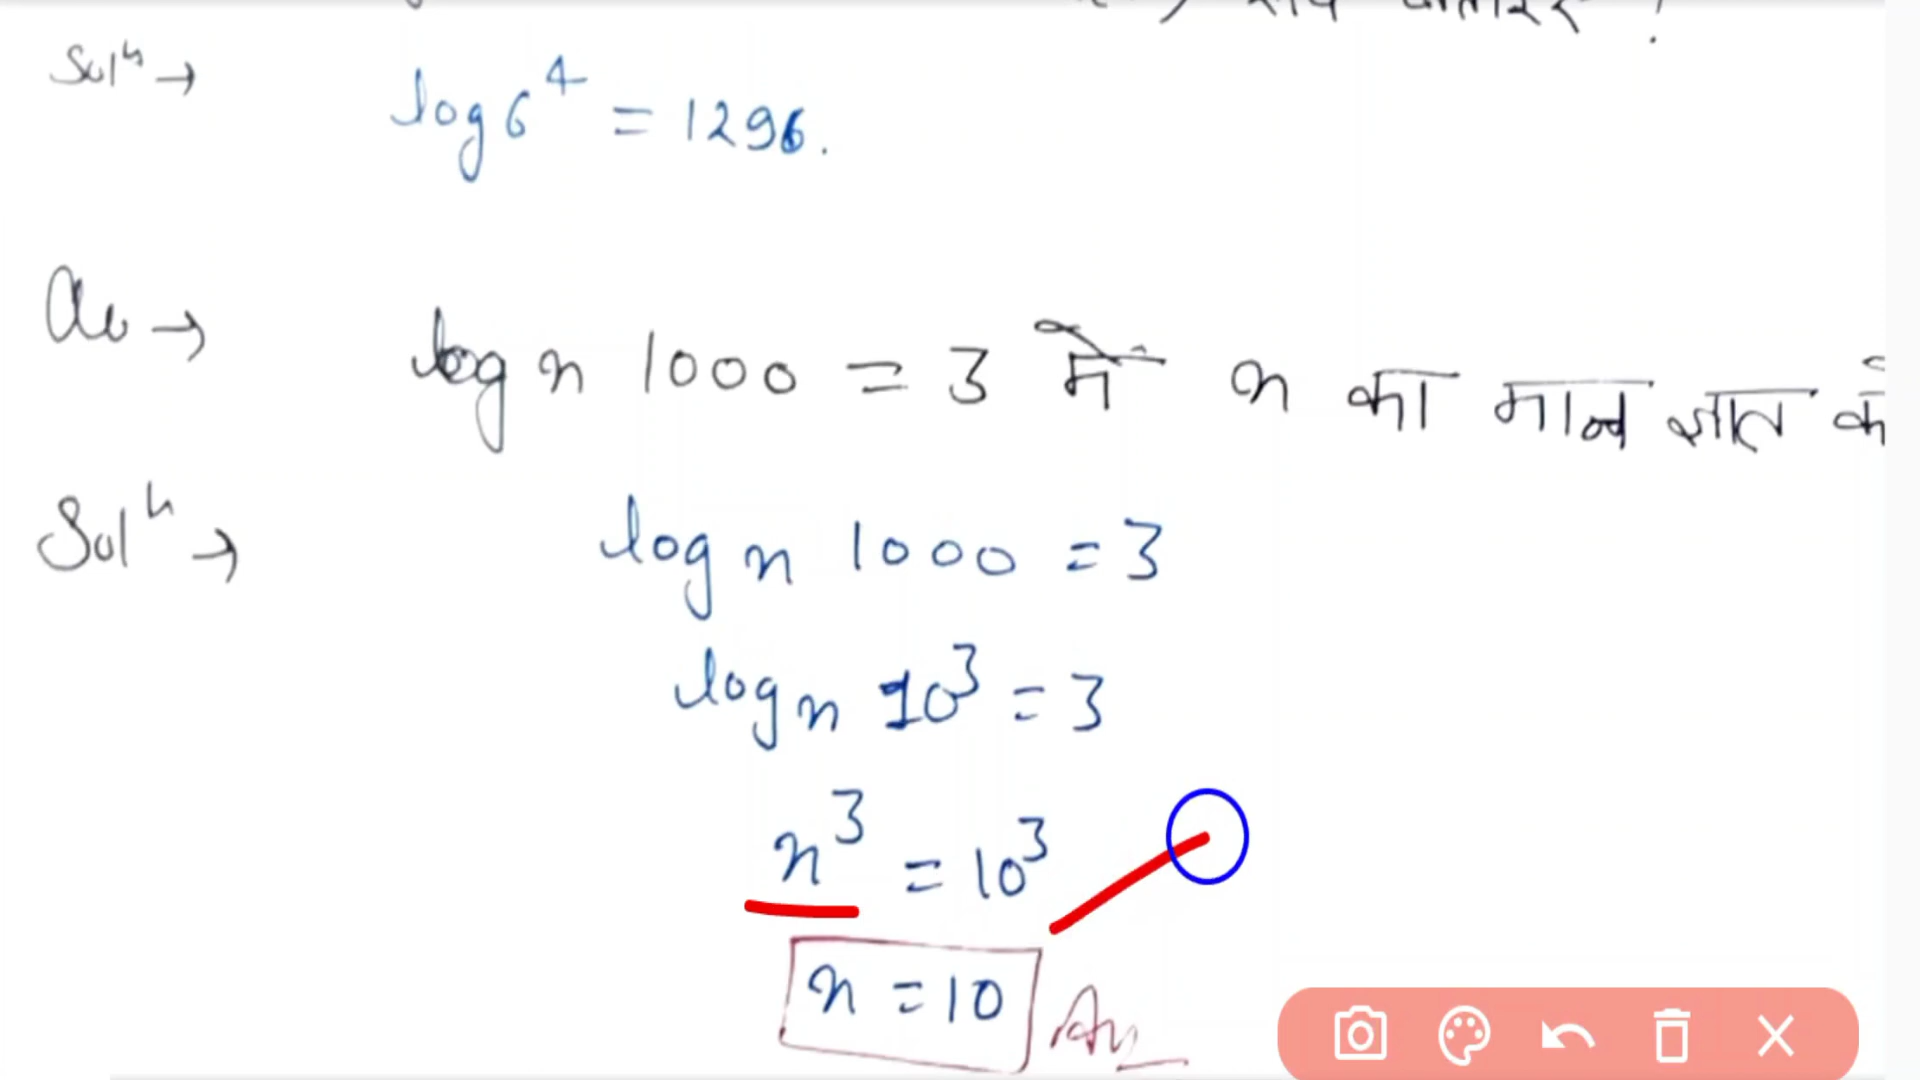 Solⁿ →
log 6⁴ = 1296.
Qu →
log n 1000 = 3 में n का मान ज्ञात
Solⁿ →
log n 1000 = 3
log n 10³ = 3
n³ = 10³
n = 10 Ans